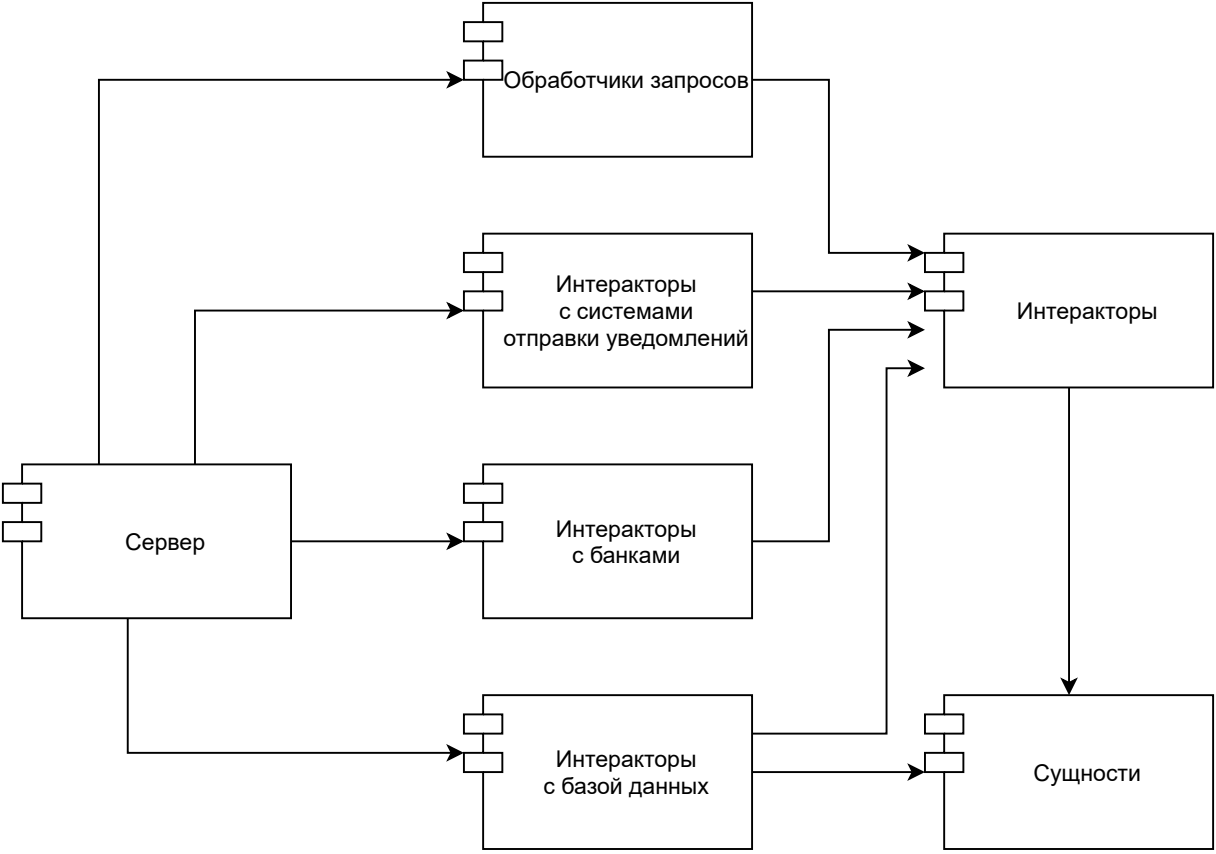 Обработчики запросов
Интеракторы
с системами
отправки уведомлений
Интеракторы
Сервер
Интеракторы
с банками
Интеракторы
с базой данных
Сущности